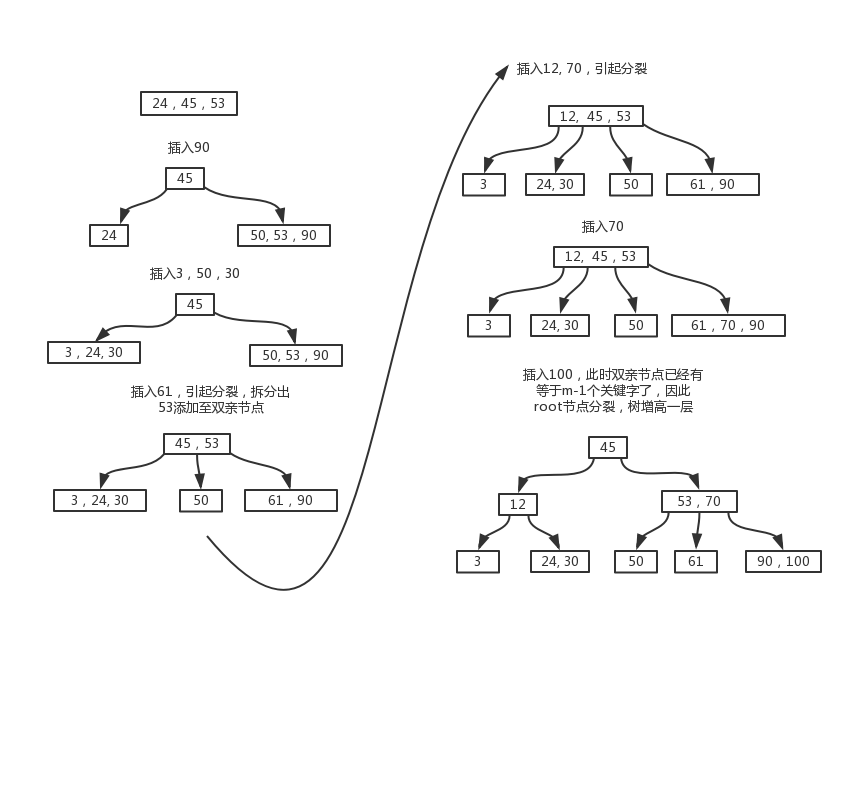 24 , 45 , 53
插入90
45
24
50, 53 , 90
插入3 , 50 , 30
45
3 , 24, 30
50, 53 , 90
插入61 , 引起分裂 , 拆分出
53添加至双亲节点
45 , 53
3 , 24, 30
50
61 , 90
插入12, 70 , 引起分裂
12, 45 , 53
3
24, 30
50
61 , 90
插入70
12, 45 , 53
3
24, 30
50
61 , 70 , 90
插入100 , 此时双亲节点已经有
等于m-1个关键字了 , 因此
root节点分裂 , 树增高一层
45
12
53 , 70
3
24, 30
50
61
90 , 100